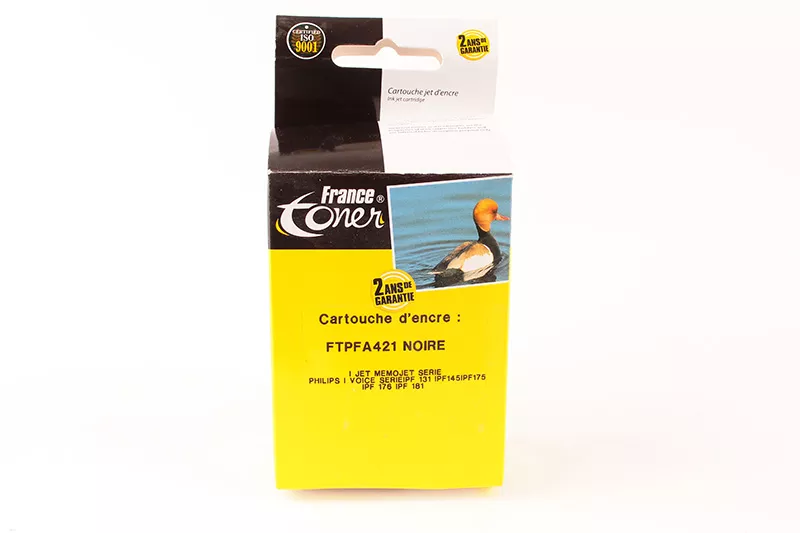 CERTIFIED
ISO
9001
2 ANS DE
GARANTIE
Cartouche jet d'encre
Ink jet cartridge
France
toner®
2 ANS DE
GARANTIE
Cartouche d'encre :
FTPFA421 NOIRE
I JET MEMOJET SERIE
PHILIPS I VOICE SERIEIPF 131 IPF145IPF175
IPF 176 IPF 181